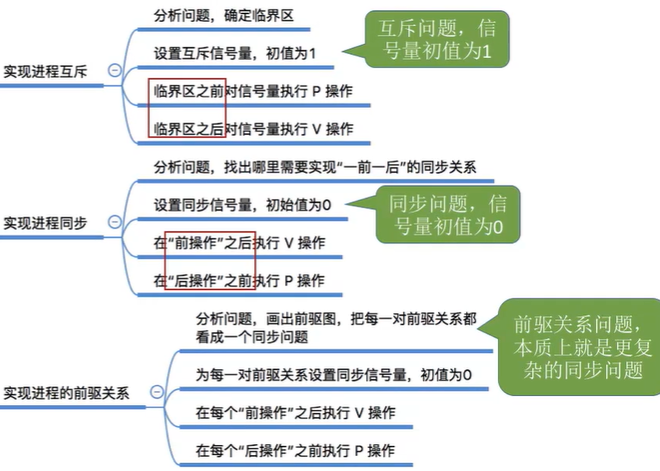 分析问题，确定临界区
互斥问题，信
号量初值为1
设置互斥信号量，初值为1
实现进程互斥
临界区之前对信号量执行 P 操作
临界区之后对信号量执行 V 操作
分析问题，找出哪里需要实现“一前一后”的同步关系
设置同步信号量，初始值为0
同步问题，信
号量初值为0
实现进程同步
在“前操作”之后执行 V 操作
在“后操作”之前执行 P 操作
分析问题，画出前驱图，把每一对前驱关系都
看成一个同步问题
前驱关系问题，
本质上就是更复
杂的同步问题
为每一对前驱关系设置同步信号量，初值为0
实现进程的前驱关系
在每个“前操作”之后执行 V 操作
在每个“后操作”之前执行 P 操作